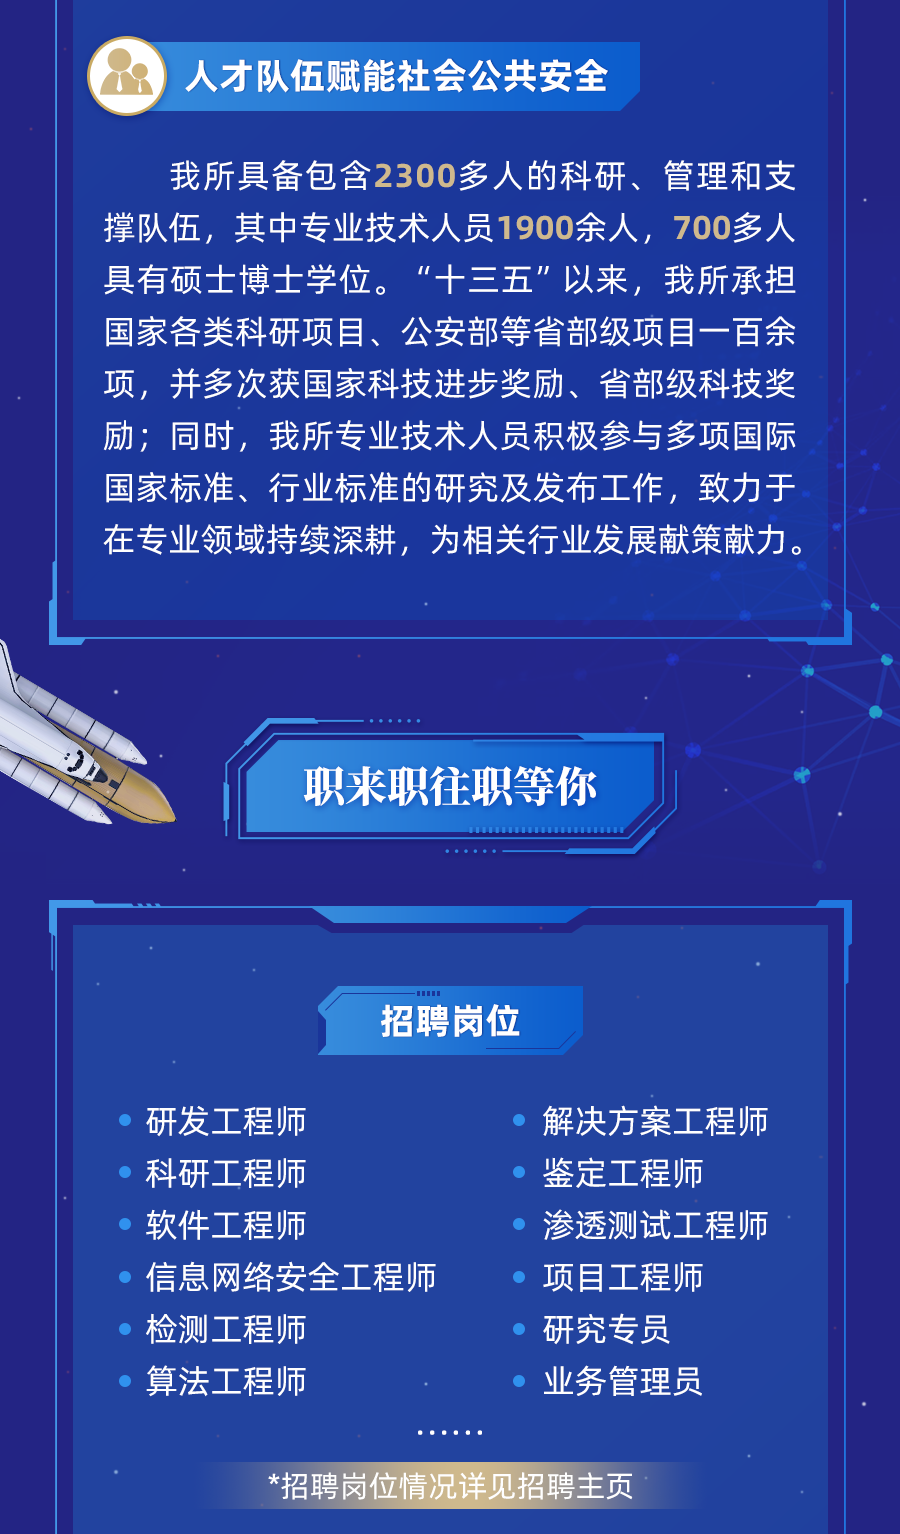 人才队伍赋能社会公共安全
我所具备包含2300多人的科研、管理和支
撑队伍，其中专业技术人员1900余人，700多人
具有硕士博士学位。“十三五”以来，我所承担
国家各类科研项目、公安部等省部级项目一百余
项，并多次获国家科技进步奖励、省部级科技奖
励；同时，我所专业技术人员积极参与多项国际
国家标准、行业标准的研究及发布工作，致力于
在专业领域持续深耕，为相关行业发展献策献力。
职来职往职等你
招聘岗位
研发工程师
科研工程师
软件工程师
信息网络安全工程师
检测工程师
算法工程师
解决方案工程师
鉴定工程师
渗透测试工程师
项目工程师
研究专员
业务管理员
······
*招聘岗位情况详见招聘主页